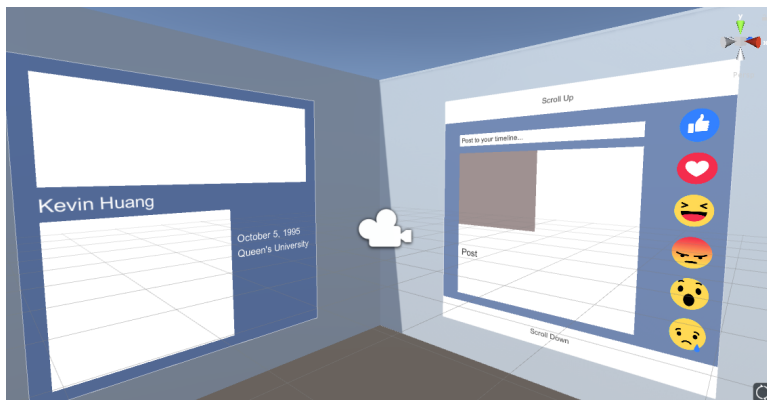 Kevin Huang
October 5, 1995
Queen's University
Scroll Up
Post to your timeline...
Post
Scroll Down